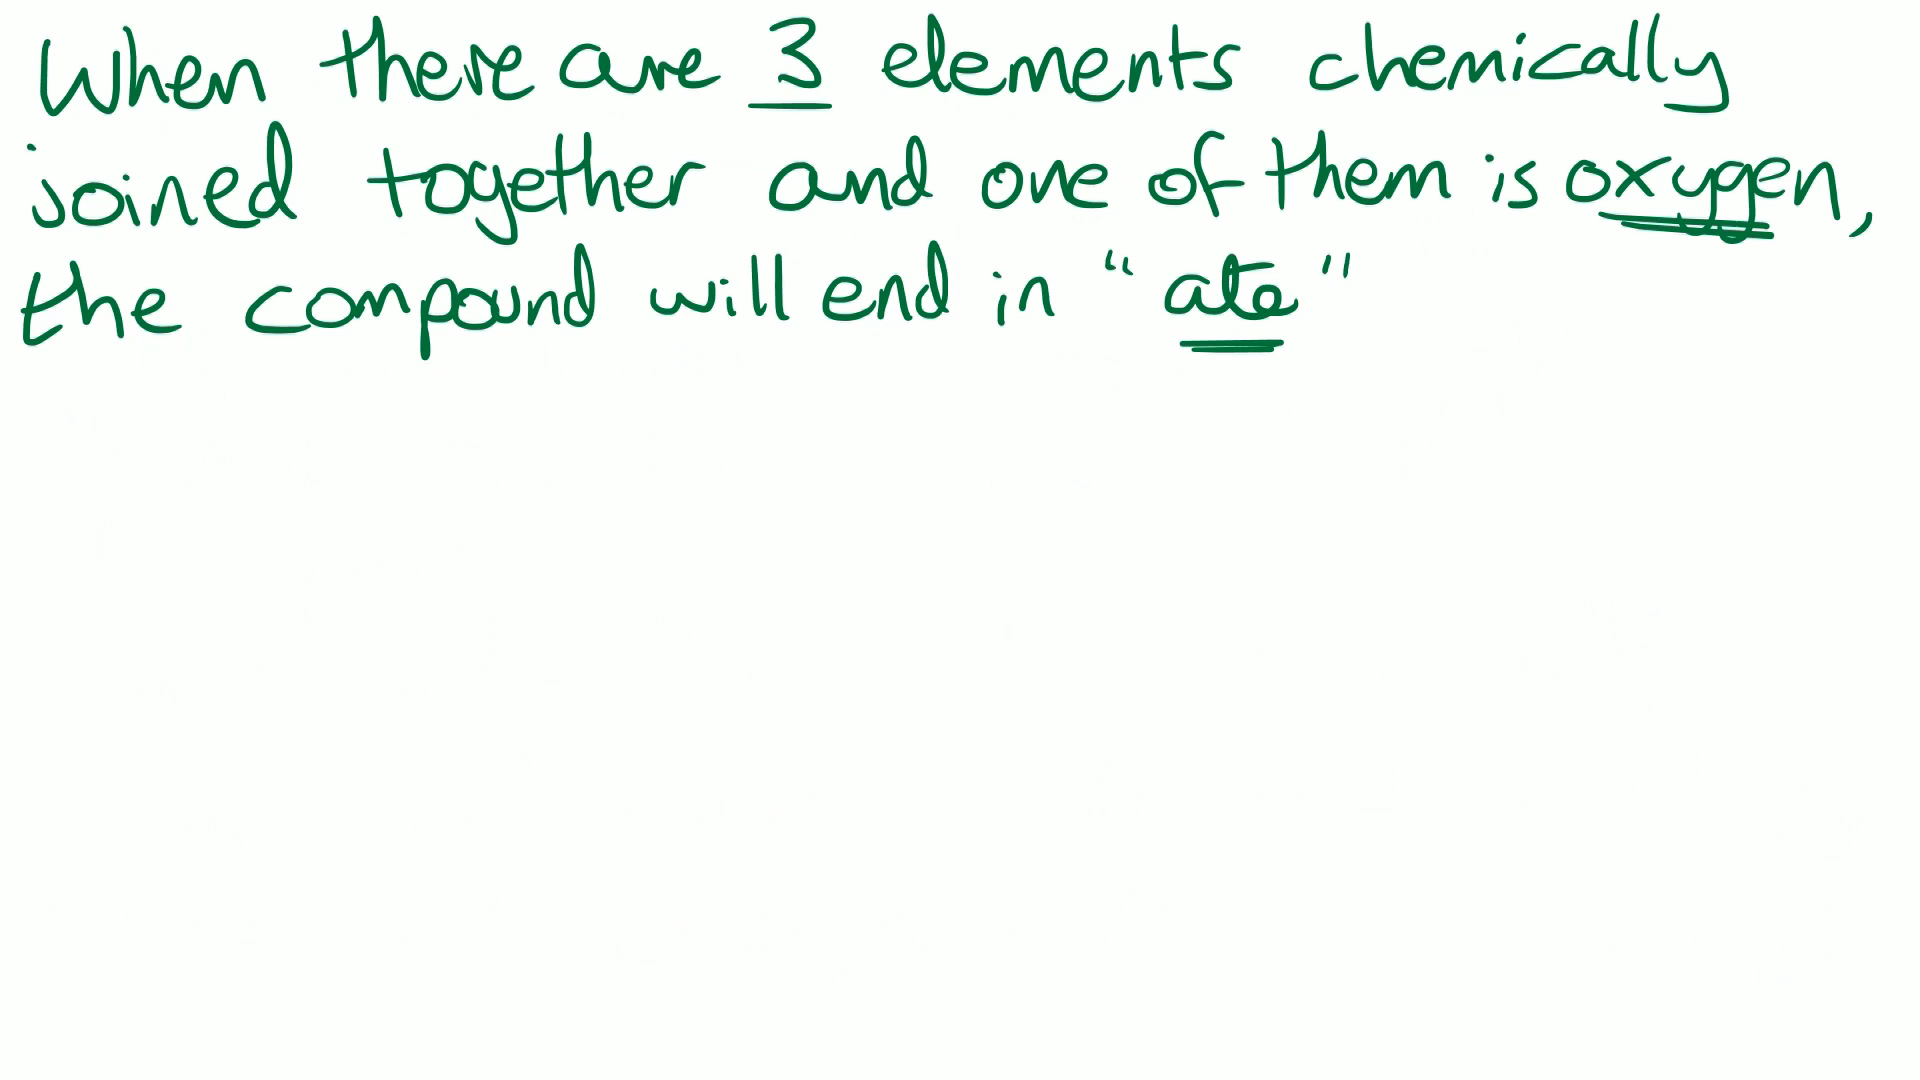 When there are 3 elements chemically
joined together and one of them is oxygen,
the compound will end in "ate"